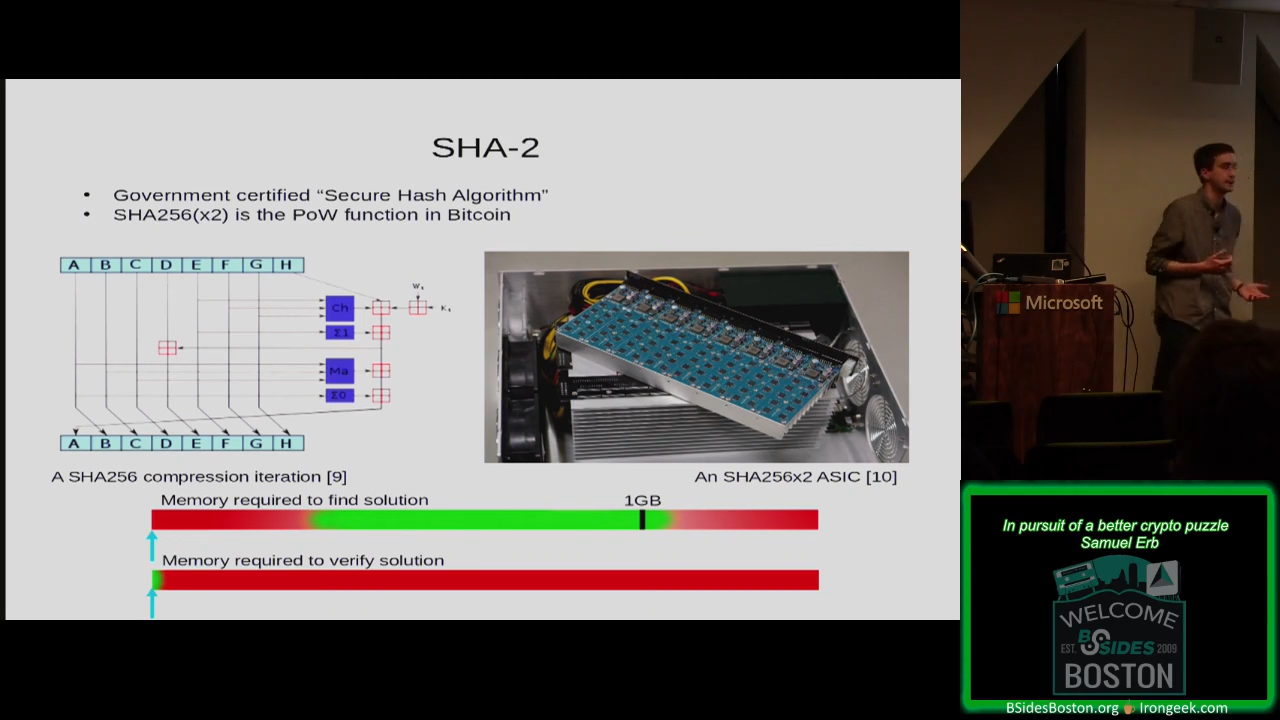 SHA-2
• Government certified “Secure Hash Algorithm”
• SHA256(x2) is the PoW function in Bitcoin
A B C D E F G H
Wt
Kt
Ch
Σ1
Ma
Σ0
A B C D E F G H
A SHA256 compression iteration [9]
An SHA256x2 ASIC [10]
Memory required to find solution
1GB
Memory required to verify solution
Microsoft
In pursuit of a better crypto puzzle
Samuel Erb
WELCOME
EST. BSIDES 2009
BOSTON
BSidesBoston.org Irongeek.com